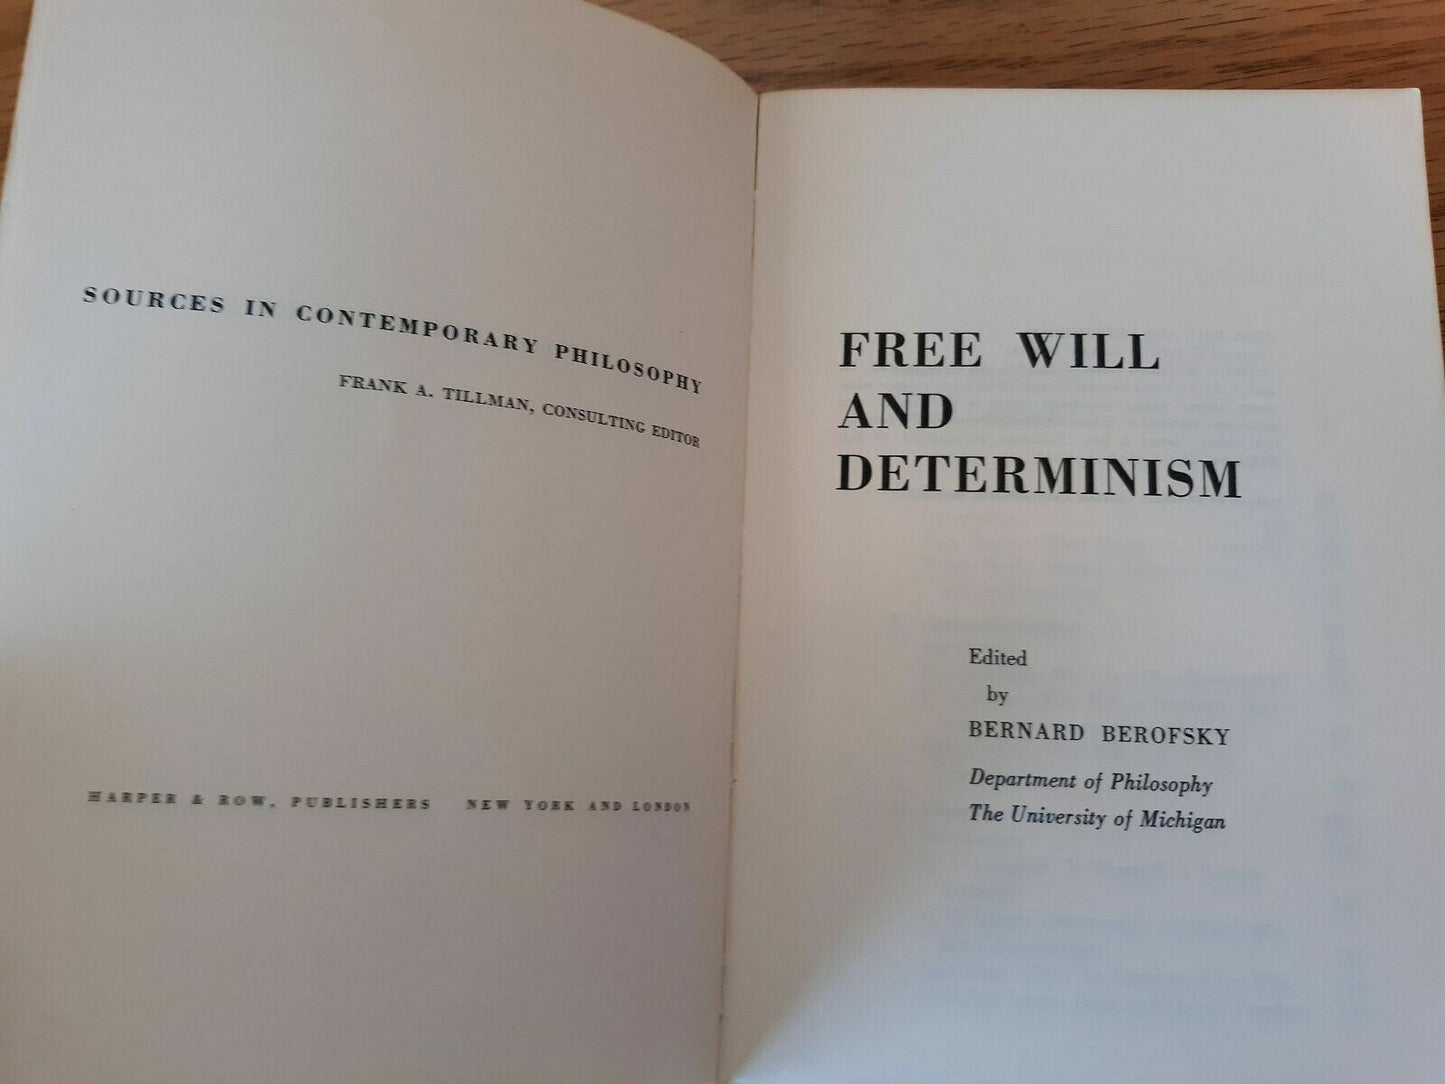 SOURCES IN CONTEMPORARY PHILOSOPHY
FRANK A. TILLMAN, CONSULTING EDITOR
HARPER & ROW, PUBLISHERS NEW YORK AND LONDON
FREE WILL
AND
DETERMINISM
Edited
by
BERNARD BEROFSKY
Department of Philosophy
The University of Michigan